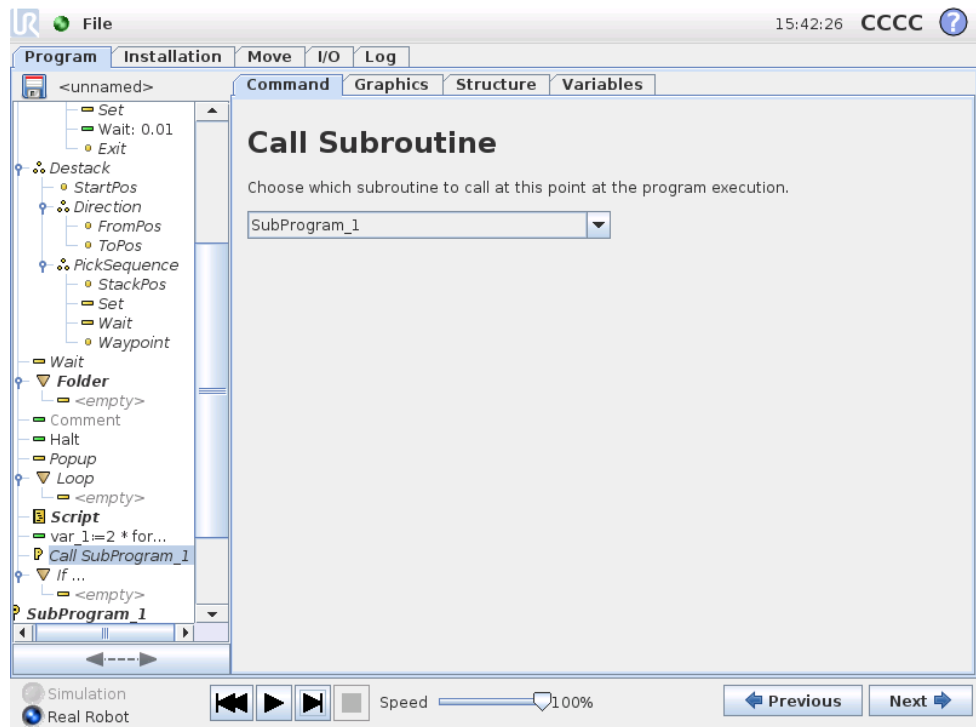 UR File 15:42:26 CCCC ?
Program Installation Move I/O Log
<unnamed>
Command Graphics Structure Variables
Set
Wait: 0.01
Exit
Destack
StartPos
Direction
FromPos
ToPos
PickSequence
StackPos
Set
Wait
Waypoint
Wait
Folder
<empty>
Comment
Halt
Popup
Loop
<empty>
Script
var_1:=2 * for...
P Call SubProgram_1
If ...
<empty>
P SubProgram_1
Call Subroutine
Choose which subroutine to call at this point at the program execution.
SubProgram_1
Simulation
Real Robot
Speed 100%
Previous Next